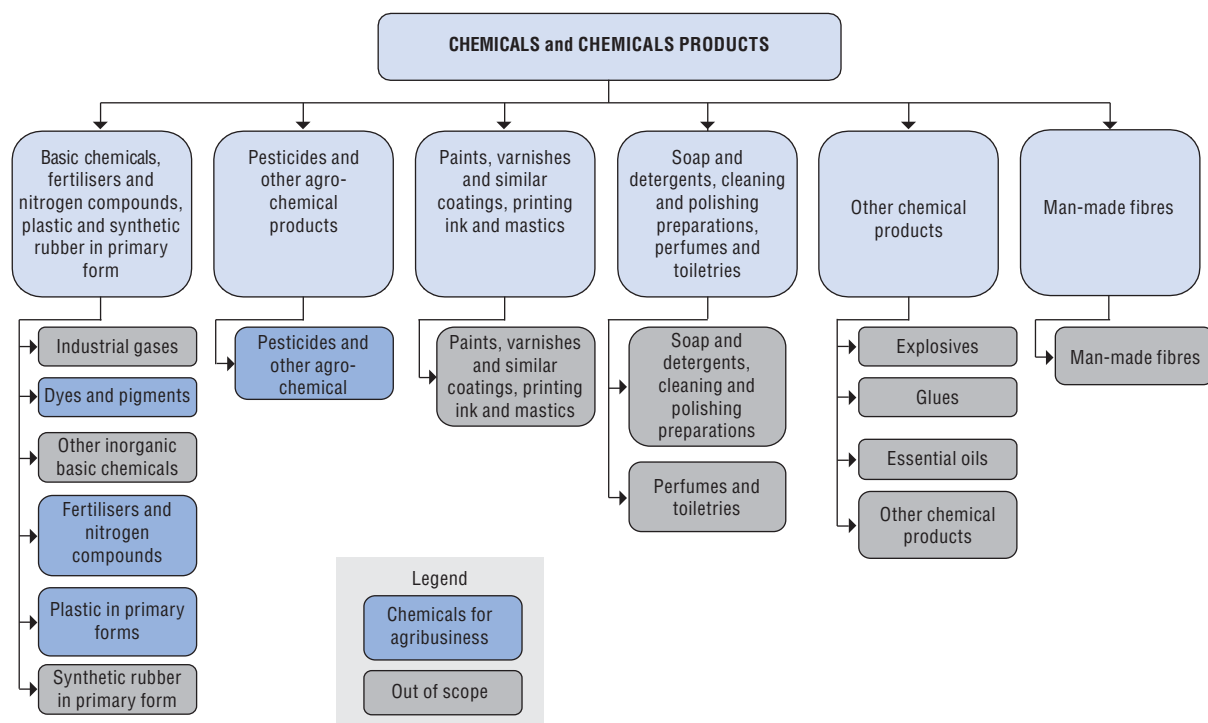 CHEMICALS and CHEMICALS PRODUCTS
Basic chemicals,
fertilisers and
nitrogen compounds,
plastic and synthetic
rubber in primary
form
Pesticides and
other agro-
chemical
products
Paints, varnishes
and similar
coatings, printing
ink and mastics
Soap and
detergents, cleaning
and polishing
preparations,
perfumes and
toiletries
Other chemical
products
Man-made fibres
Industrial gases
Dyes and pigments
Other inorganic
basic chemicals
Fertilisers and
nitrogen
compounds
Plastic in primary
forms
Synthetic rubber
in primary form
Pesticides and
other agro-
chemical
Paints, varnishes
and similar
coatings, printing
ink and mastics
Soap and
detergents,
cleaning and
polishing
preparations
Perfumes and
toiletries
Explosives
Glues
Essential oils
Other chemical
products
Man-made fibres
Legend
Chemicals for
agribusiness
Out of scope